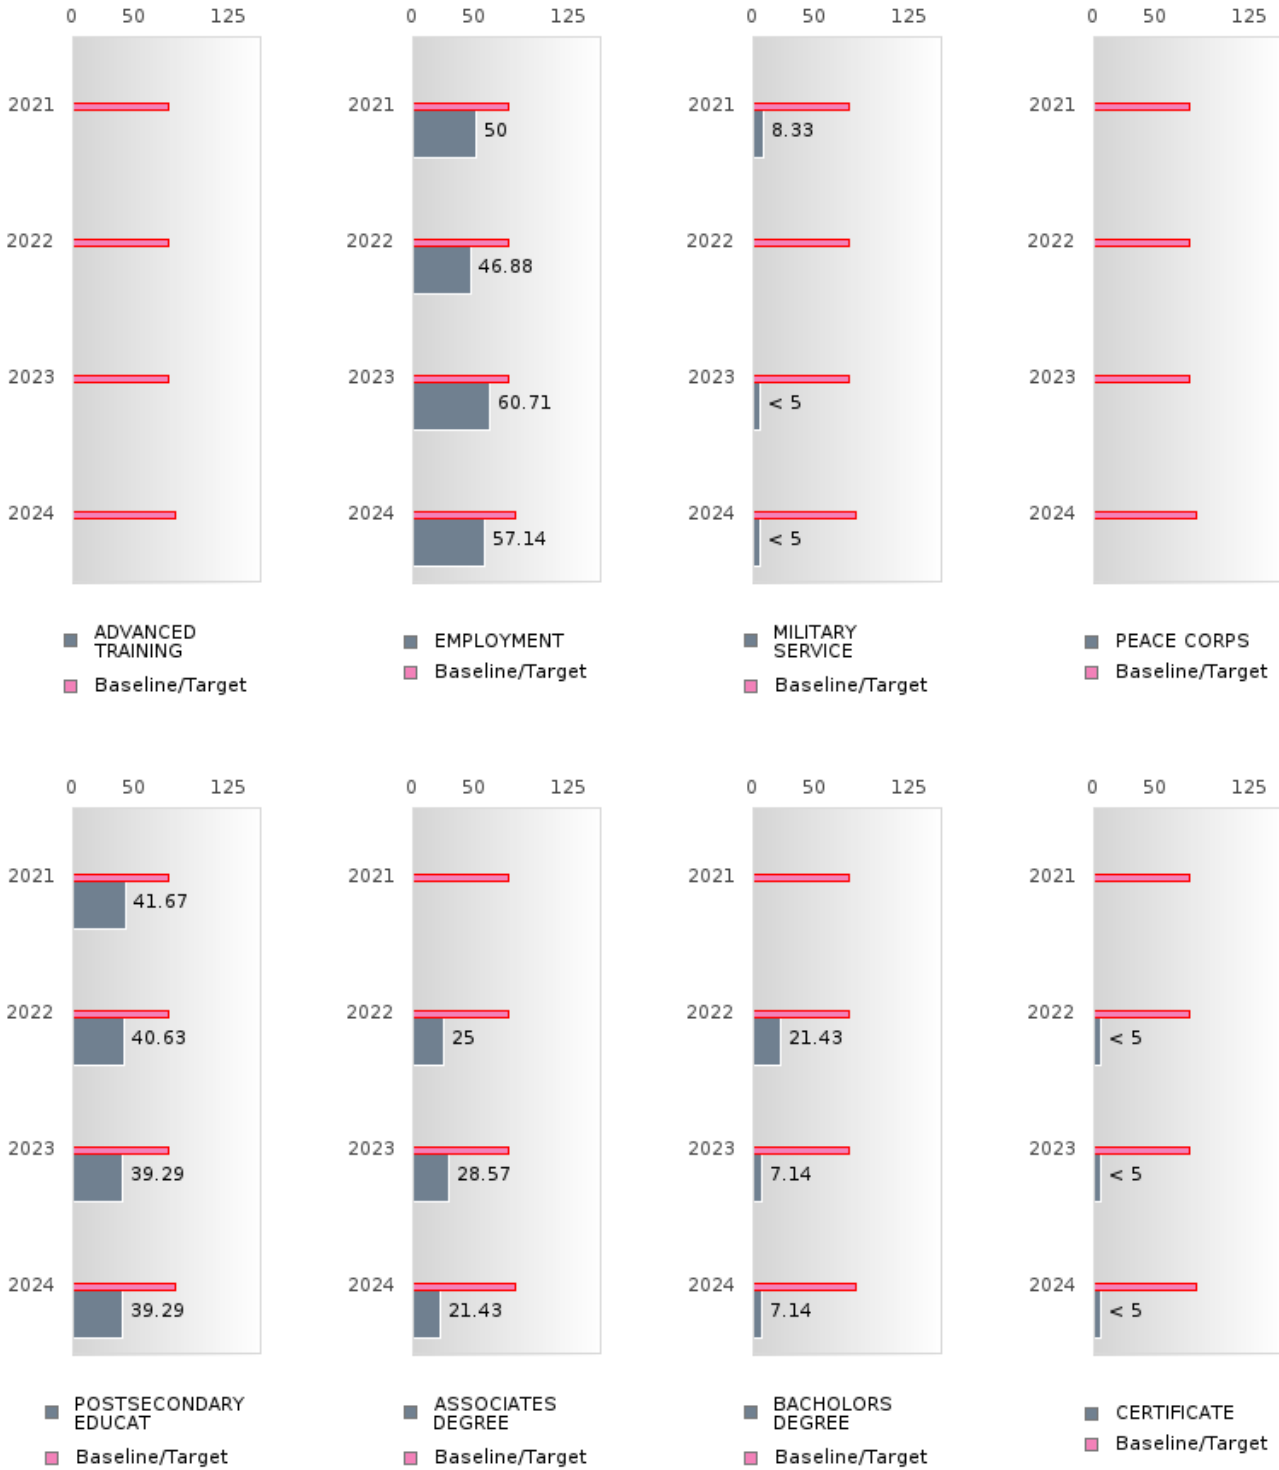 0 50 125 0 50 125 0 50 125 0 50 125
2021 2021 2021 2021
50 8.33
2022 2022 2022 2022
46.88
2023 2023 2023 2023
60.71 < 5
2024 2024 2024 2024
57.14 < 5
ADVANCED TRAINING
Baseline/Target
EMPLOYMENT
Baseline/Target
MILITARY SERVICE
Baseline/Target
PEACE CORPS
Baseline/Target
0 50 125 0 50 125 0 50 125 0 50 125
2021 2021 2021 2021
41.67
2022 2022 2022 2022
40.63 25 21.43 < 5
2023 2023 2023 2023
39.29 28.57 7.14 < 5
2024 2024 2024 2024
39.29 21.43 7.14 < 5
POSTSECONDARY EDUCAT
Baseline/Target
ASSOCIATES DEGREE
Baseline/Target
BACHOLORS DEGREE
Baseline/Target
CERTIFICATE
Baseline/Target